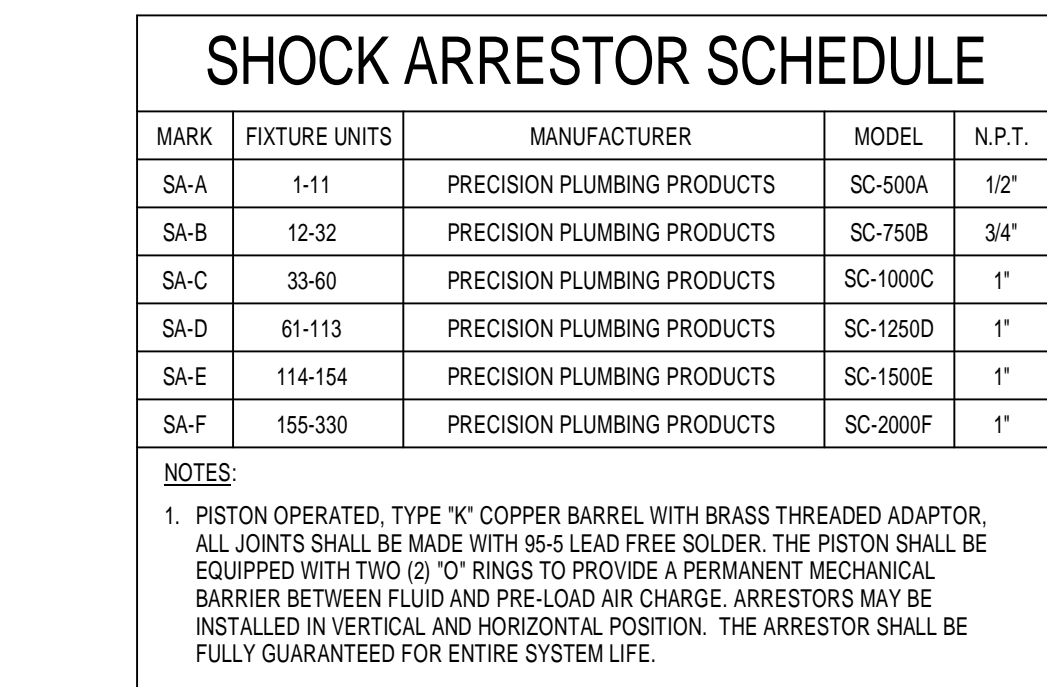 SHOCK ARRESTOR SCHEDULE
MARK FIXTURE UNITS MANUFACTURER MODEL N.P.T.
SA-A 1-11 PRECISION PLUMBING PRODUCTS SC-500A 1/2"
SA-B 12-32 PRECISION PLUMBING PRODUCTS SC-750B 3/4"
SA-C 33-60 PRECISION PLUMBING PRODUCTS SC-1000C 1"
SA-D 61-113 PRECISION PLUMBING PRODUCTS SC-1250D 1"
SA-E 114-154 PRECISION PLUMBING PRODUCTS SC-1500E 1"
SA-F 155-330 PRECISION PLUMBING PRODUCTS SC-2000F 1"
NOTES:
1. PISTON OPERATED, TYPE "K" COPPER BARREL WITH BRASS THREADED ADAPTOR,
ALL JOINTS SHALL BE MADE WITH 95-5 LEAD FREE SOLDER. THE PISTON SHALL BE
EQUIPPED WITH TWO (2) "O" RINGS TO PROVIDE A PERMANENT MECHANICAL
BARRIER BETWEEN FLUID AND PRE-LOAD AIR CHARGE. ARRESTORS MAY BE
INSTALLED IN VERTICAL AND HORIZONTAL POSITION. THE ARRESTOR SHALL BE
FULLY GUARANTEED FOR ENTIRE SYSTEM LIFE.